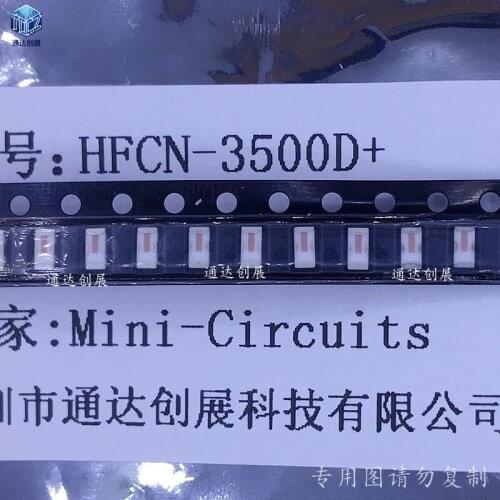 通达创展
号: HFCN-3500D+
通达创展 通达创展 通达创展
家:Mini-Circuits
圳市通达创展科技有限公司
专用图请勿复制